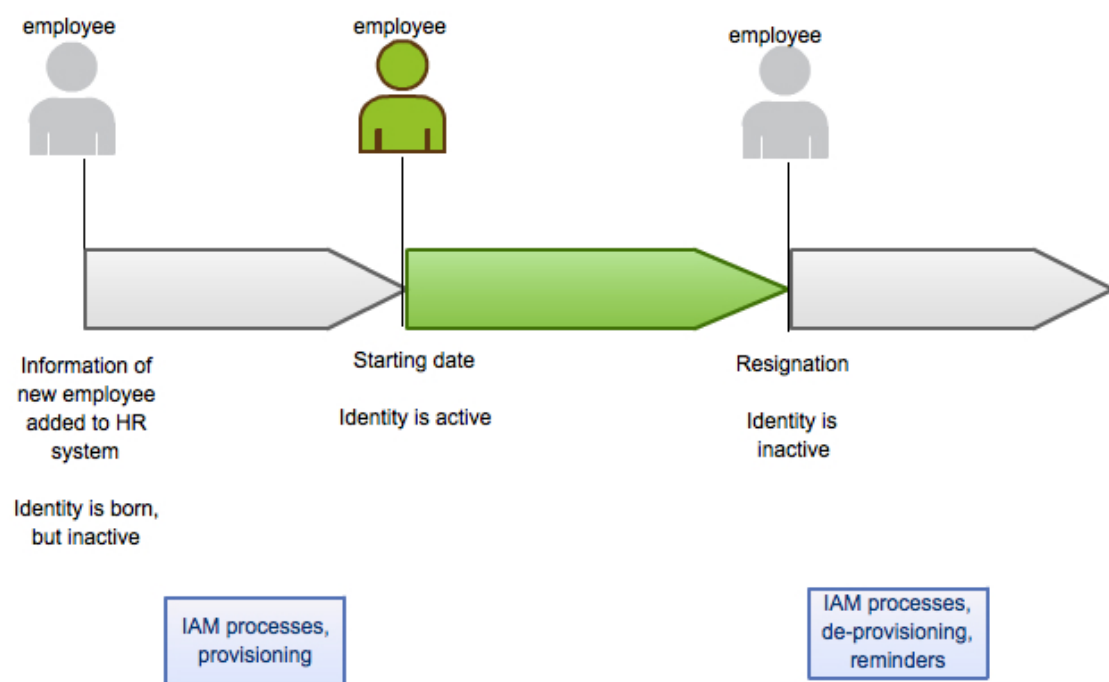 employee
employee
employee
Information of
new employee
added to HR
system
Identity is born,
but inactive
Starting date
Identity is active
Resignation
Identity is
inactive
IAM processes,
provisioning
IAM processes,
de-provisioning,
reminders